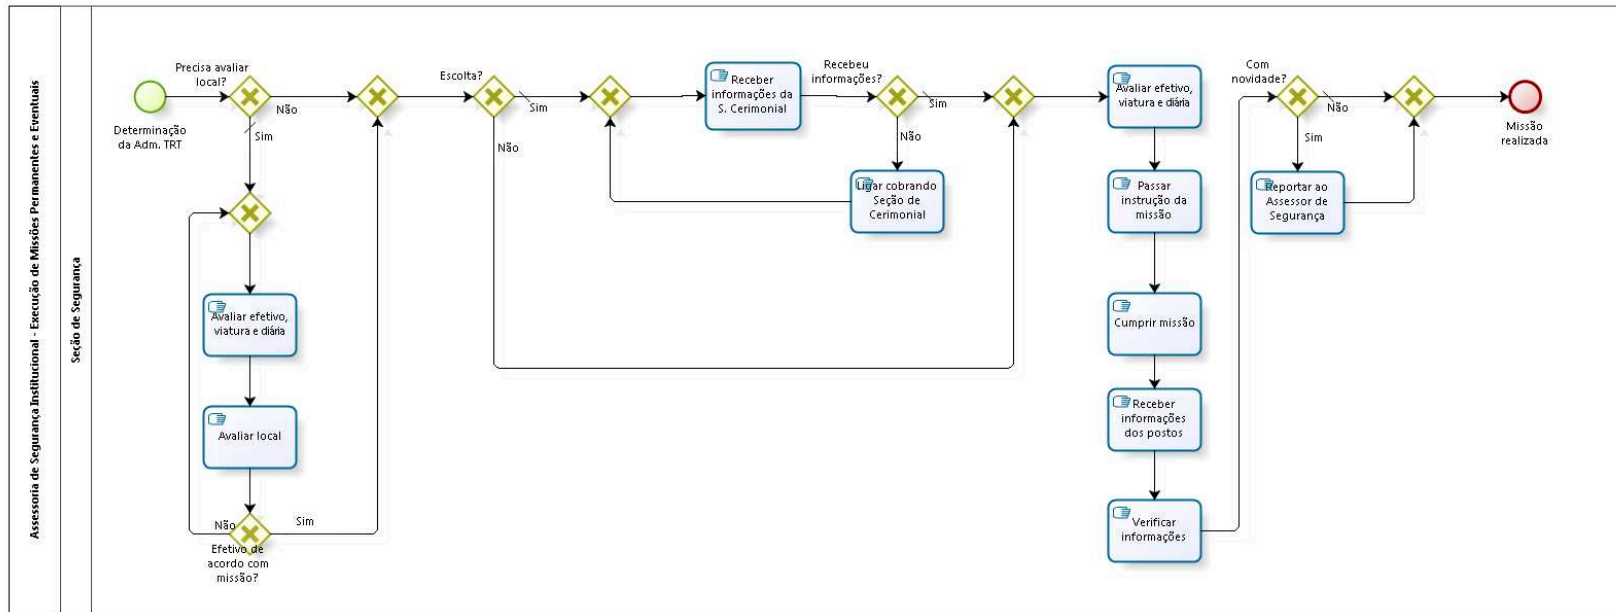 Assessoria de Segurança Institucional - Execução de Missões Permanentes e Eventuais
Seção de Segurança
Determinação
da Adm. TRT
Precisa avaliar
local?
Não
Sim
Avaliar efetivo,
viatura e diária
Avaliar local
Não
Sim
Efetivo de
acordo com
missão?
Escolta?
Sim
Não
Receber
informações da
S. Cerimonial
Recebeu
informações?
Sim
Não
Ligar cobrando
Seção de
Cerimonial
Avaliar efetivo,
viatura e diária
Passar
instrução da
missão
Cumprir missão
Receber
informações
dos postos
Verificar
informações
Com
novidade?
Não
Sim
Reportar ao
Assessor de
Segurança
Missão
realizada